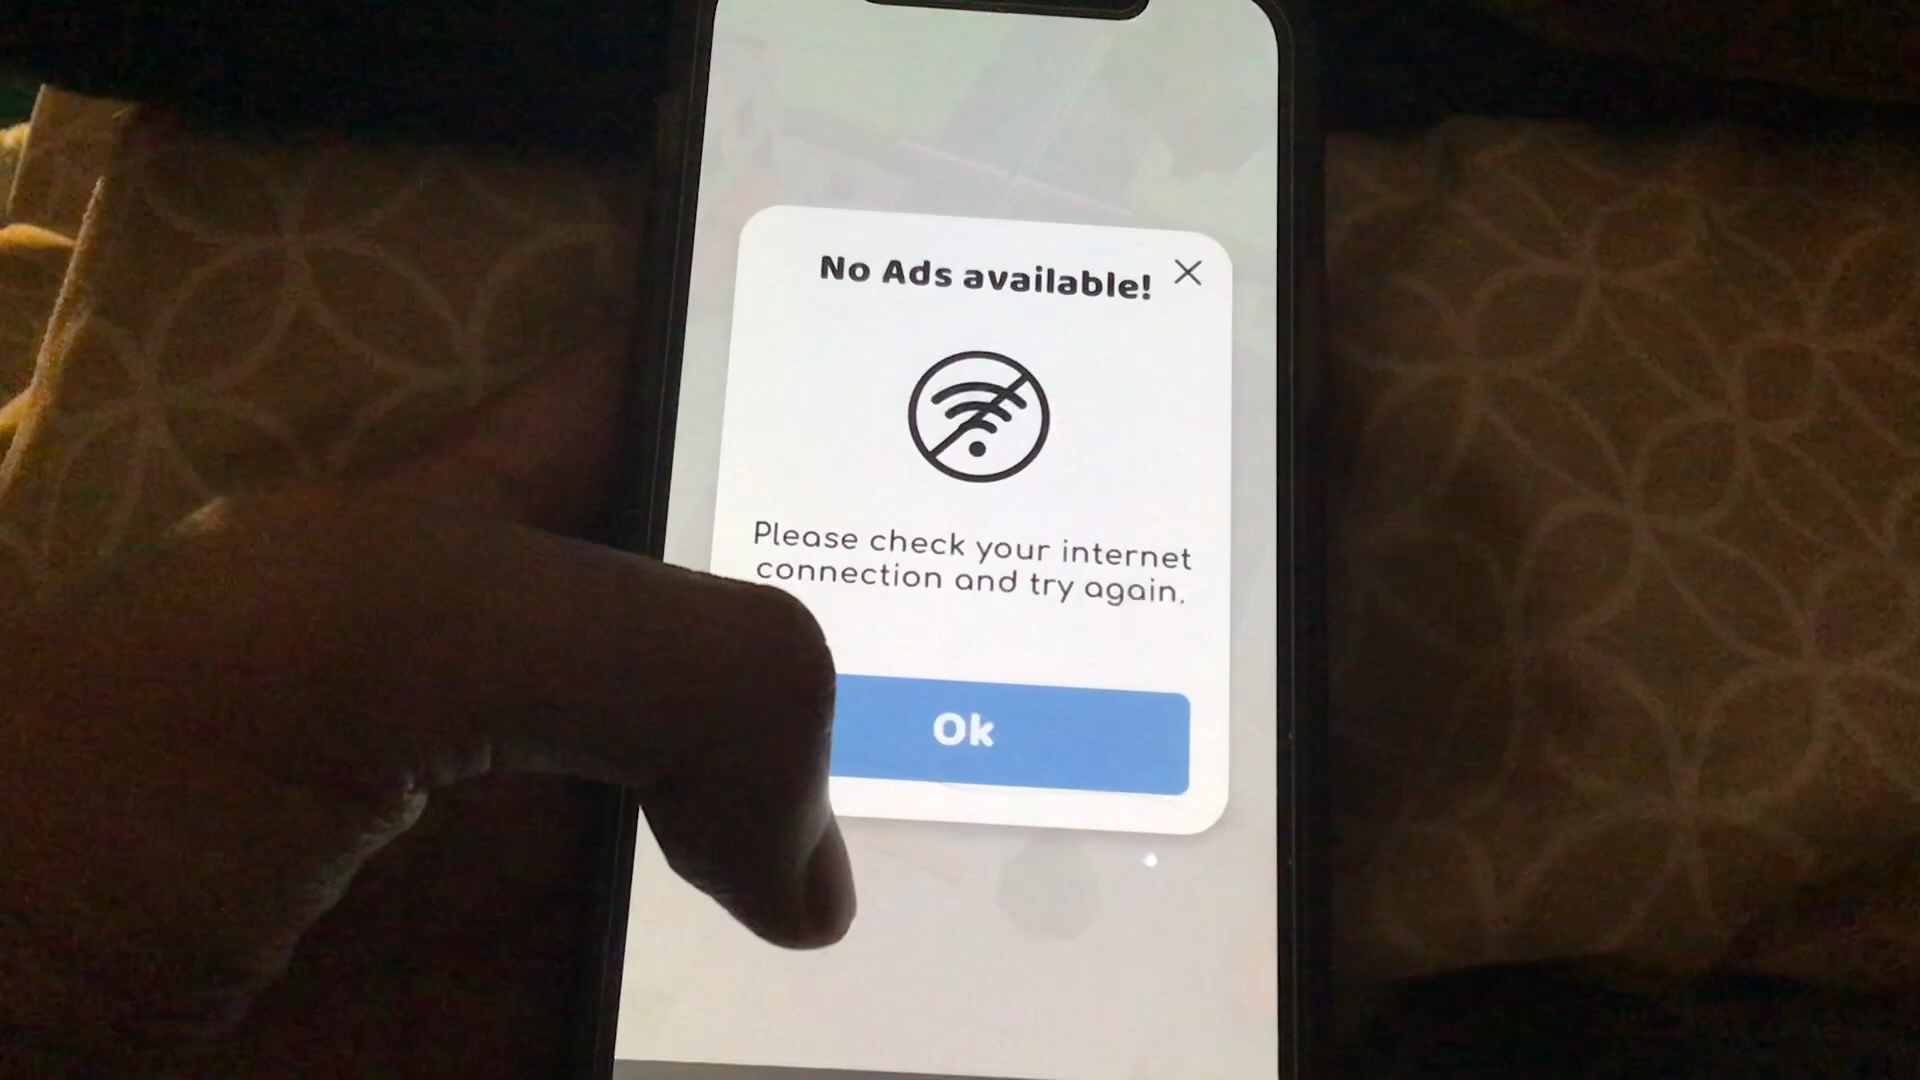 No Ads available!
Please check your internet
connection and try again.
Ok